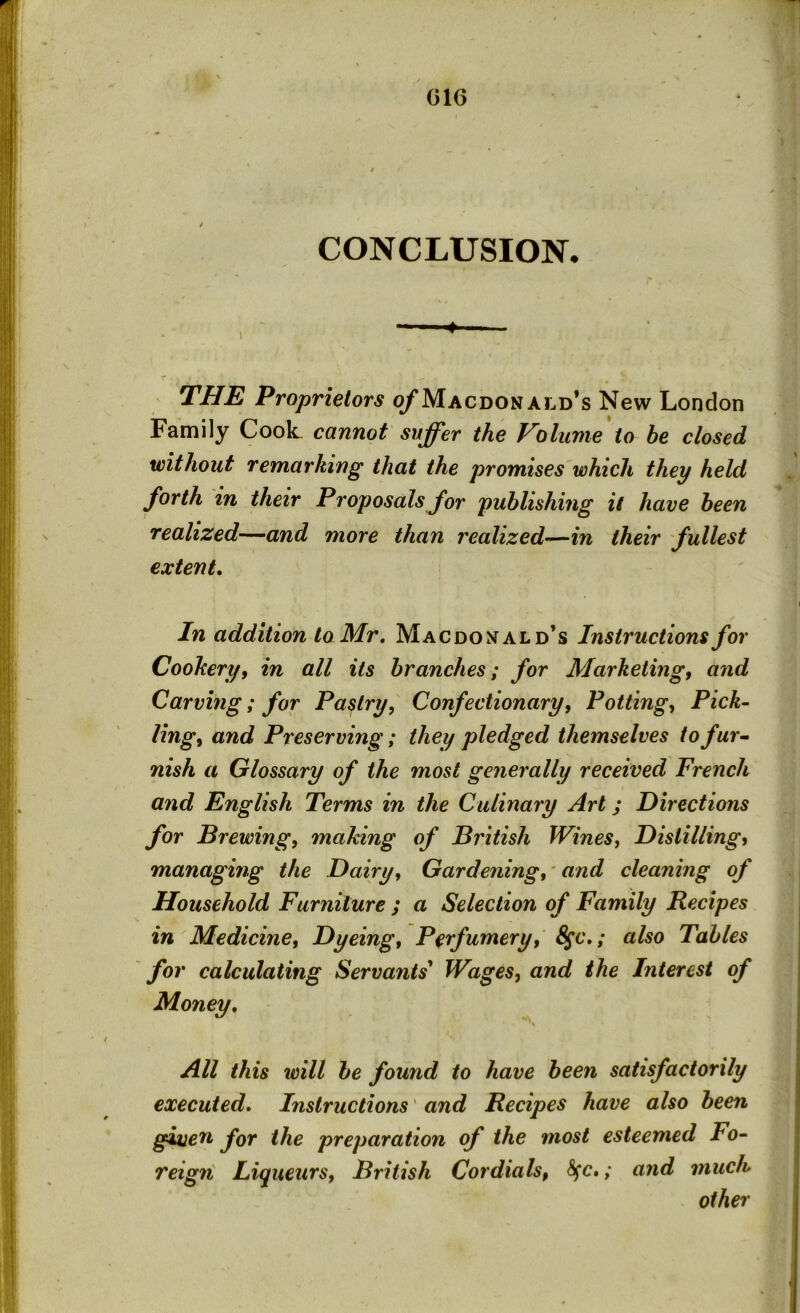 616
CONCLUSION.
THE Proprietors of MACDONALD's New London
Family Cook cannot suffer the Volume to be closed
without remarking that the promises which they held
forth in their Proposals for publishing it have been
realized—and more than realized—in their fullest
extent.
In addition to Mr. MACDONALD's Instructions for
Cookery, in all its branches; for Marketing, and
Carving; for Pastry, Confectionary, Potting, Pick-
ling, and Preserving; they pledged themselves to fur-
nish a Glossary of the most generally received French
and English Terms in the Culinary Art; Directions
for Brewing, making of British Wines, Distilling,
managing the Dairy, Gardening, and cleaning of
Household Furniture; a Selection of Family Recipes
in Medicine, Dyeing, Perfumery, &c.; also Tables
for calculating Servants' Wages, and the Interest of
Money.
All this will be found to have been satisfactorily
executed. Instructions and Recipes have also been
given for the preparation of the most esteemed Fo-
reign Liqueurs, British Cordials, &c.; and much
other